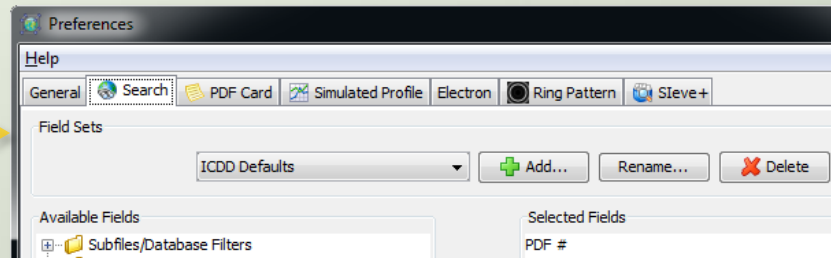 Preferences
Help
General Search PDF Card Simulated Profile Electron Ring Pattern SIeve+
Field Sets
ICDD Defaults Add... Rename... Delete
Available Fields Selected Fields
Subfiles/Database Filters PDF #